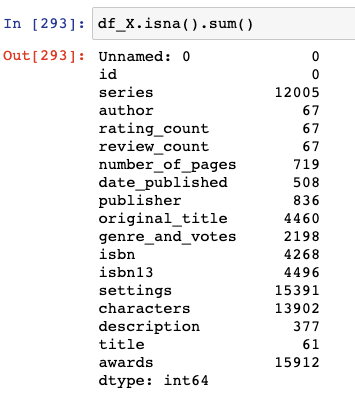 In [293]: df_X.isna().sum()
Out[293]: Unnamed: 0 0
id 0
series 12005
author 67
rating_count 67
review_count 67
number_of_pages 719
date_published 508
publisher 836
original_title 4460
genre_and_votes 2198
isbn 4268
isbn13 4496
settings 15391
characters 13902
description 377
title 61
awards 15912
dtype: int64